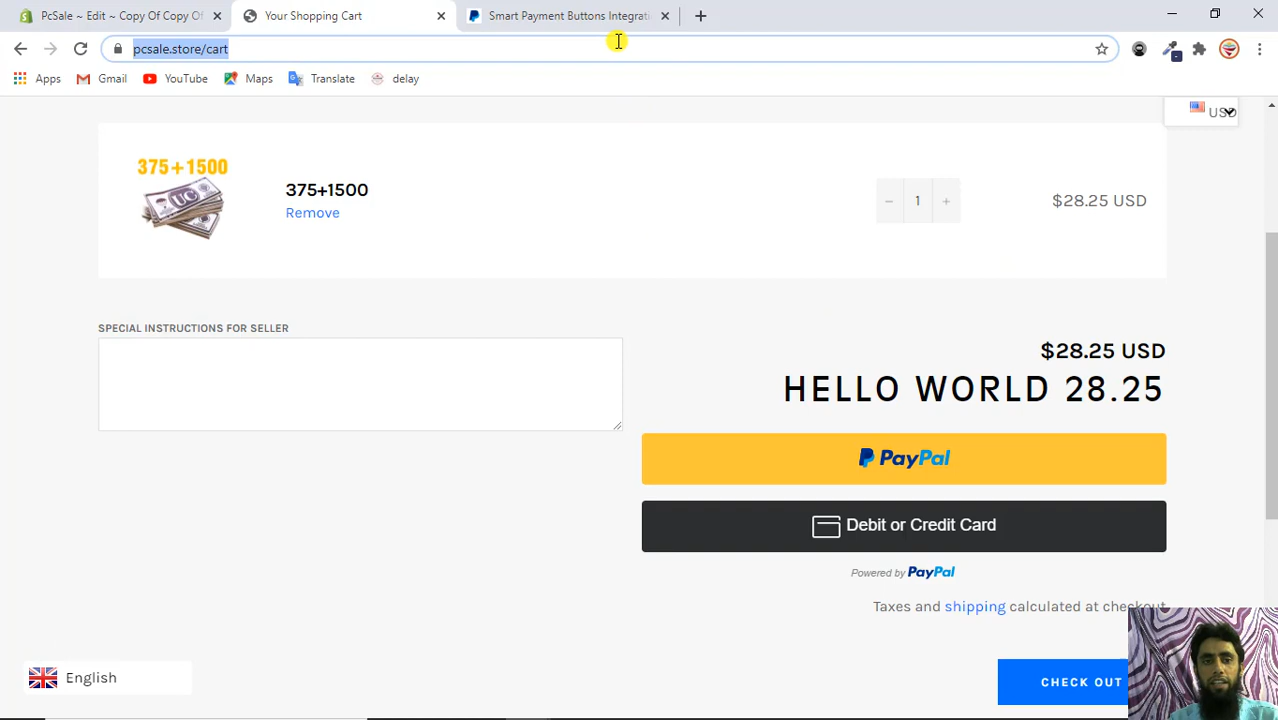 PcSale ~ Edit ~ Copy Of Copy Of
Your Shopping Cart
Smart Payment Buttons Integrati
pcsale.store/cart
Apps
Gmail
YouTube
Maps
Translate
delay
USD
375+1500
UC
375+1500
Remove
− 1 +
$28.25 USD
SPECIAL INSTRUCTIONS FOR SELLER
$28.25 USD
HELLO WORLD 28.25
PayPal
Debit or Credit Card
Powered by PayPal
Taxes and shipping calculated at checkout
CHECK OUT
English